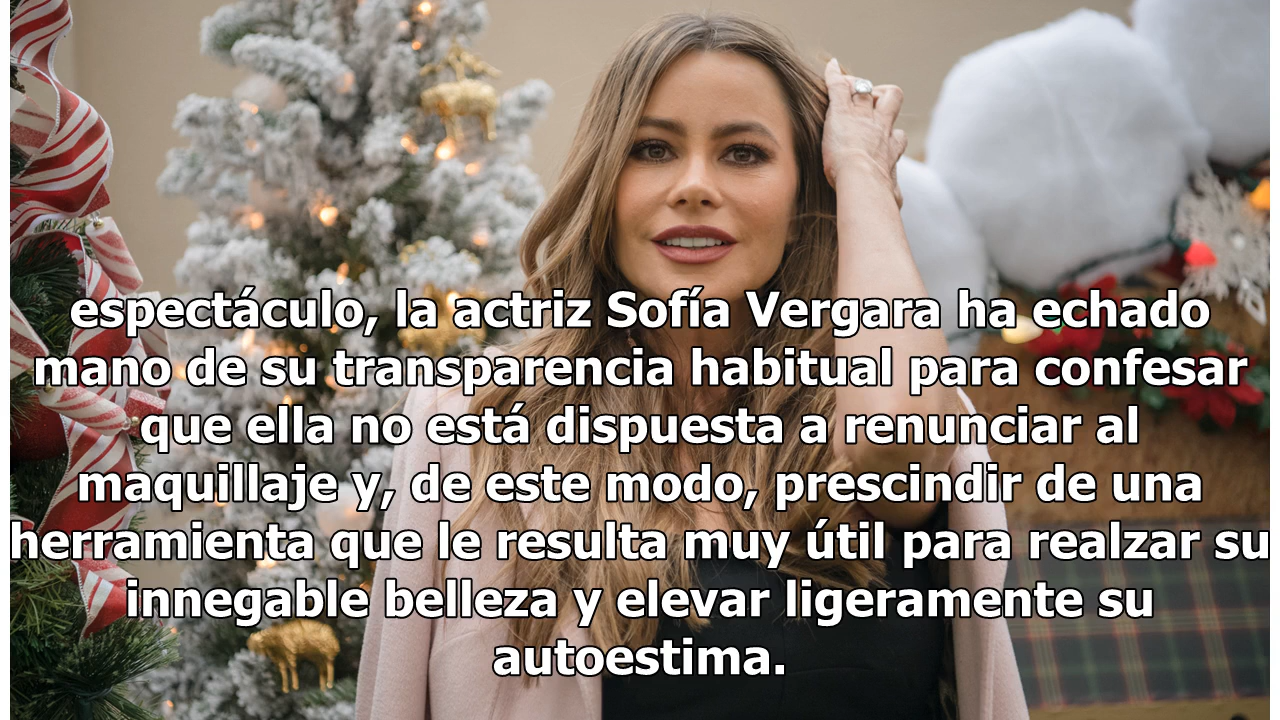 espectáculo, la actriz Sofía Vergara ha echado
mano de su transparencia habitual para confesar
que ella no está dispuesta a renunciar al
maquillaje y, de este modo, prescindir de una
herramienta que le resulta muy útil para realzar su
innegable belleza y elevar ligeramente su
autoestima.